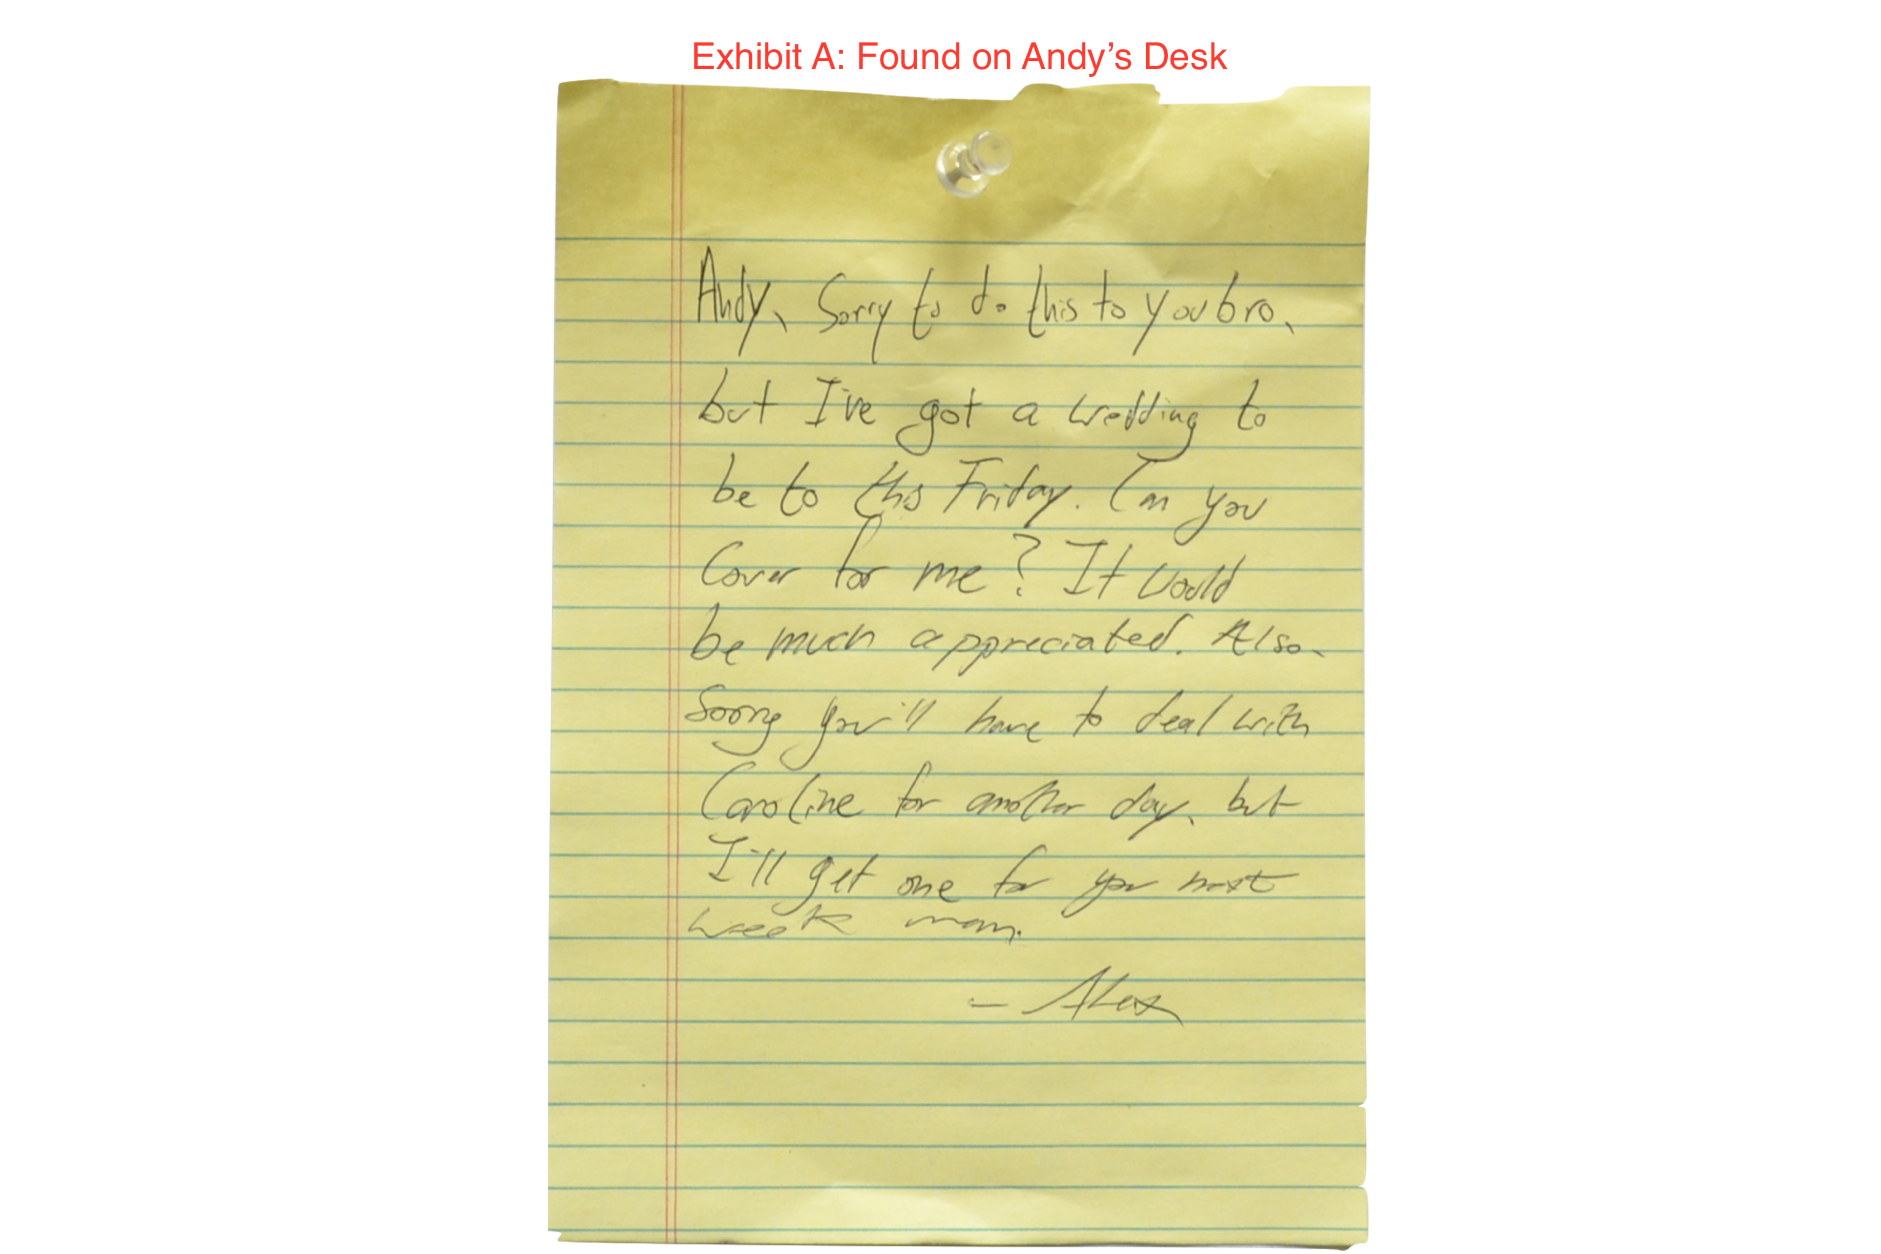 Exhibit A: Found on Andy’s Desk
Andy, Sorry to do this to you bro,
but I've got a wedding to
be to this Friday. Can you
Cover for me? It would
be much appreciated. Also,
Sorry you'll have to deal with
Caroline for another day, but
I'll get one for you next
week man.
- Alex